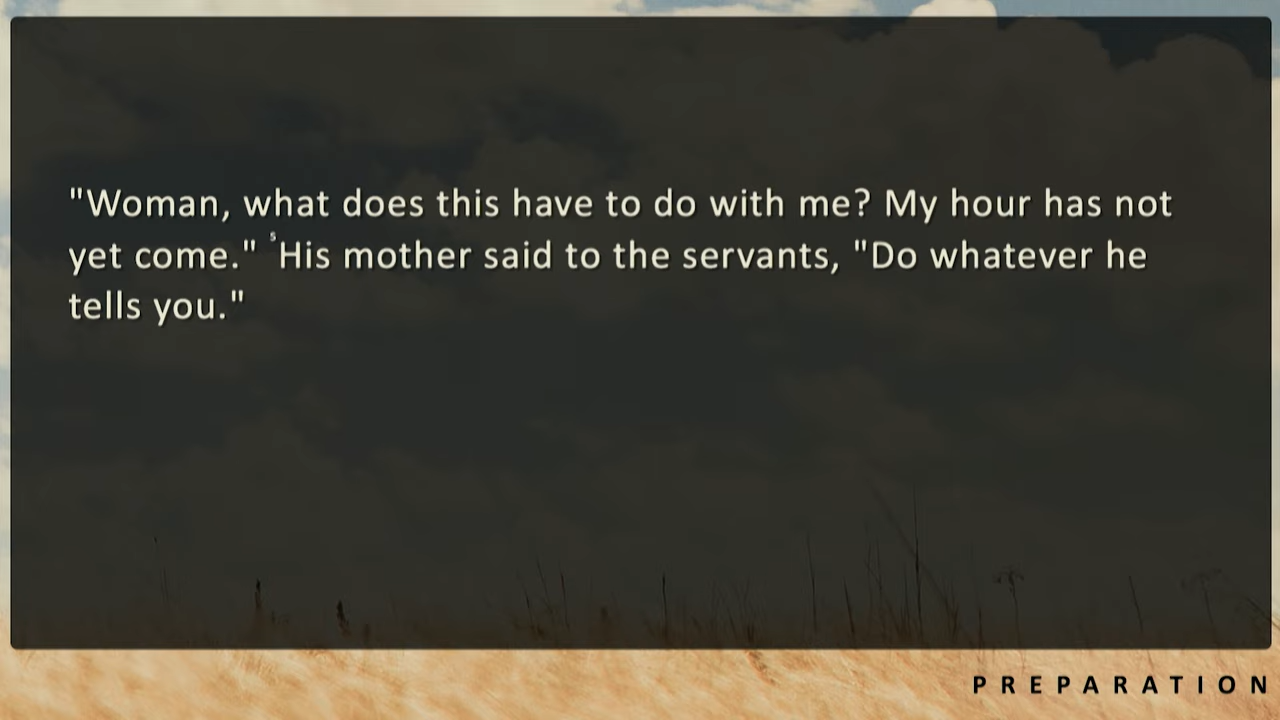 "Woman, what does this have to do with me? My hour has not
yet come." ⁵His mother said to the servants, "Do whatever he
tells you."
PREPARATION